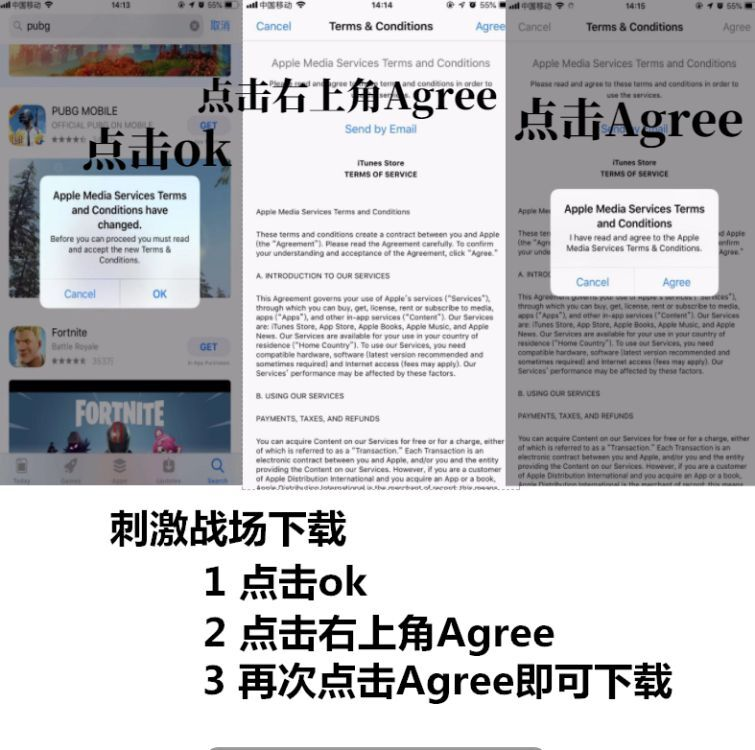 中国移动 14:13 55%
pubg 取消
PUBG MOBILE
OFFICIAL PUBG ON MOBILE
GET
点击ok
Apple Media Services Terms
and Conditions have
changed.
Before you can proceed you must read
and accept the new Terms &
Conditions.
Cancel OK
Fortnite
Battle Royale
35375
GET
In-App Purchases
FORTNITE
Today Games Apps Updates Search
中国移动 14:14 55%
Cancel Terms & Conditions Agree
Apple Media Services Terms and Conditions
Please read and agree to these terms and conditions in order to
use the services.
点击右上角Agree
Send by Email
iTunes Store
TERMS OF SERVICE
Apple Media Services Terms and Conditions
These terms and conditions create a contract between you and Apple
(the “Agreement”). Please read the Agreement carefully. To confirm
your understanding and acceptance of the Agreement, click “Agree.”
A. INTRODUCTION TO OUR SERVICES
This Agreement governs your use of Apple’s services (“Services”),
through which you can buy, get, license, rent or subscribe to media,
apps (“Apps”), and other in-app services (“Content”). Our Services
are: iTunes Store, App Store, Apple Books, Apple Music, and Apple
News. Our Services are available for your use in your country of
residence (“Home Country”). To use our Services, you need
compatible hardware, software (latest version recommended and
sometimes required) and Internet access (fees may apply). Our
Services’ performance may be affected by these factors.
B. USING OUR SERVICES
PAYMENTS, TAXES, AND REFUNDS
You can acquire Content on our Services for free or for a charge, either
of which is referred to as a “Transaction.” Each Transaction is an
electronic contract between you and Apple, and/or you and the entity
providing the Content on our Services. However, if you are a customer
of Apple Distribution International and you acquire an App or a book,
Apple Distribution International is the merchant of record; this means
中国移动 14:15 55%
Cancel Terms & Conditions Agree
Apple Media Services Terms and Conditions
Please read and agree to these terms and conditions in order to
use the services.
点击Agree
Send by Email
iTunes Store
TERMS OF SERVICE
Apple Media Services Terms
and Conditions
I have read and agree to the Apple
Media Services Terms & Conditions.
Cancel Agree
This Agreement governs your use of Apple’s services (“Services”),
through which you can buy, get, license, rent or subscribe to media,
apps (“Apps”), and other in-app services (“Content”). Our Services
are: iTunes Store, App Store, Apple Books, Apple Music, and Apple
News. Our Services are available for your use in your country of
residence (“Home Country”). To use our Services, you need
compatible hardware, software (latest version recommended and
sometimes required) and Internet access (fees may apply). Our
Services’ performance may be affected by these factors.
B. USING OUR SERVICES
PAYMENTS, TAXES, AND REFUNDS
You can acquire Content on our Services for free or for a charge, either
of which is referred to as a “Transaction.” Each Transaction is an
electronic contract between you and Apple, and/or you and the entity
providing the Content on our Services. However, if you are a customer
of Apple Distribution International and you acquire an App or a book,
Apple Distribution International is the merchant of record; this means
刺激战场下载
1 点击ok
2 点击右上角Agree
3 再次点击Agree即可下载